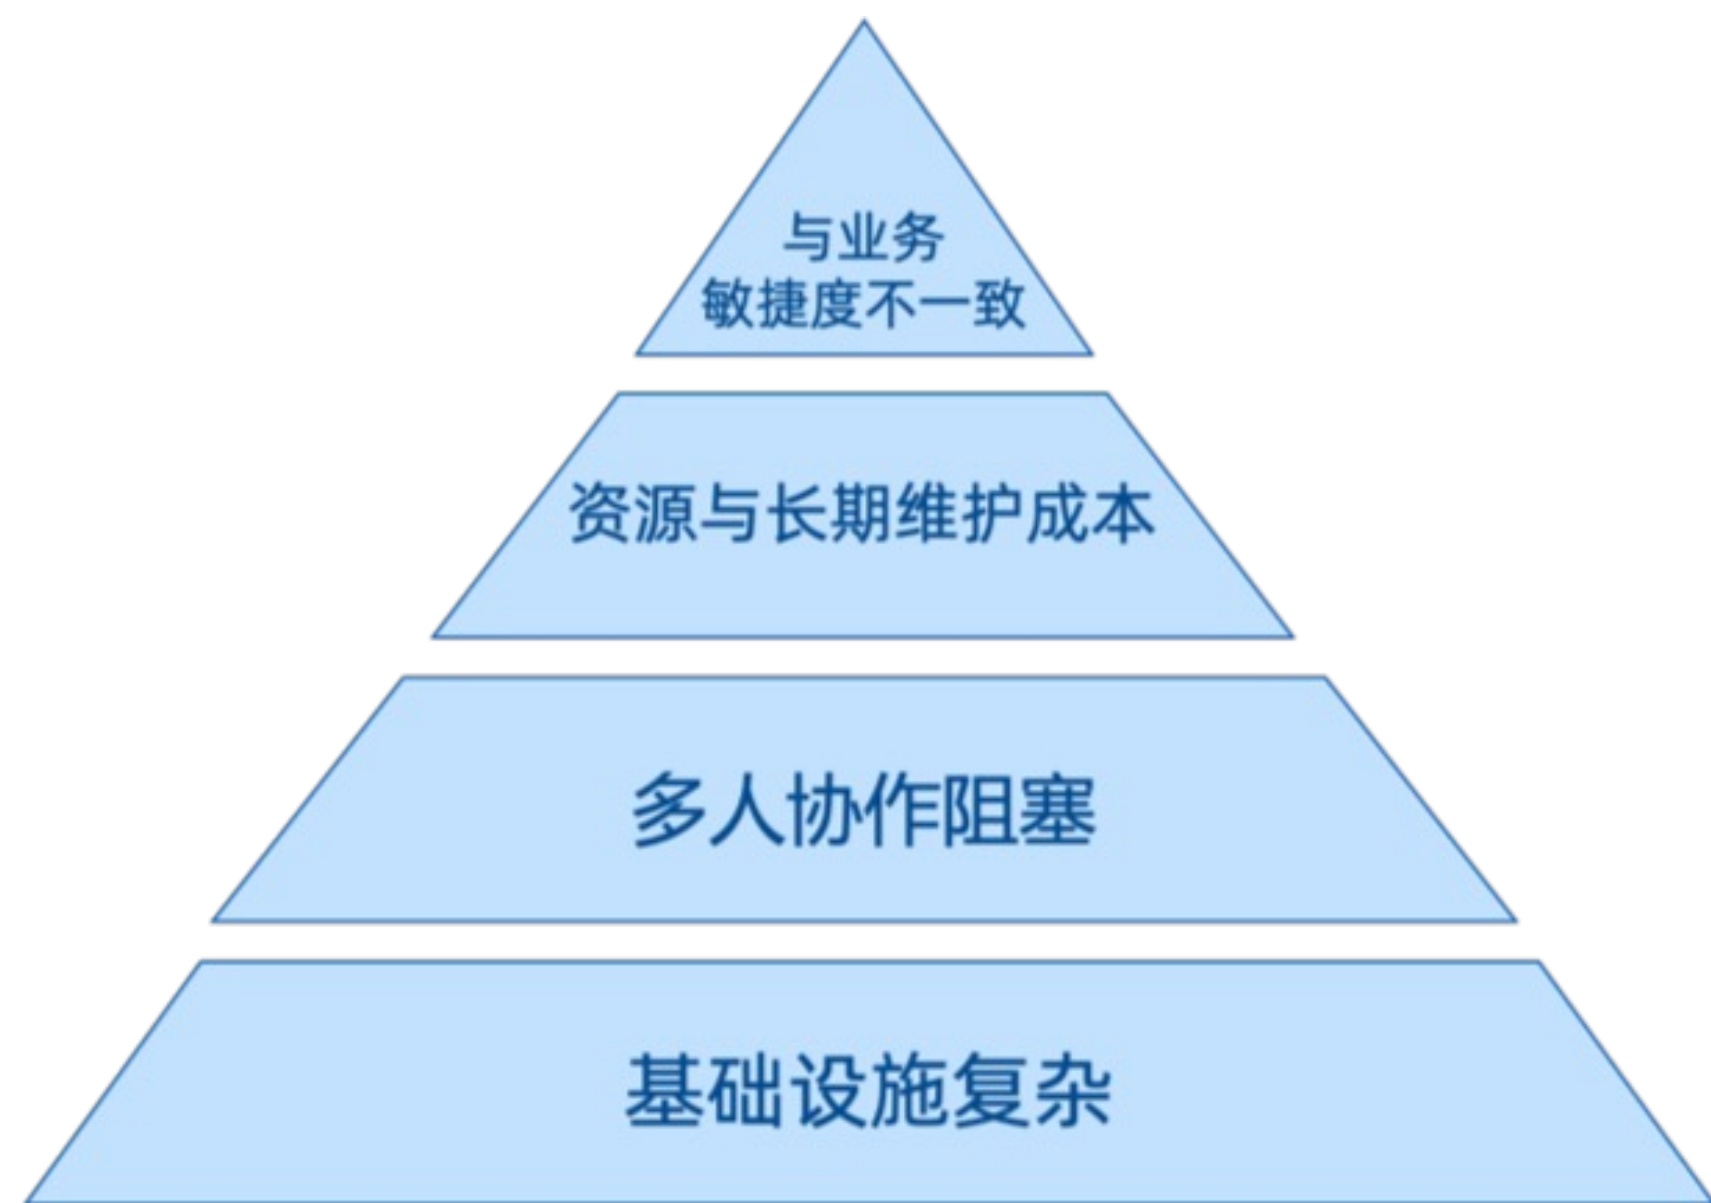 与业务
敏捷度不一致
资源与长期维护成本
多人协作阻塞
基础设施复杂